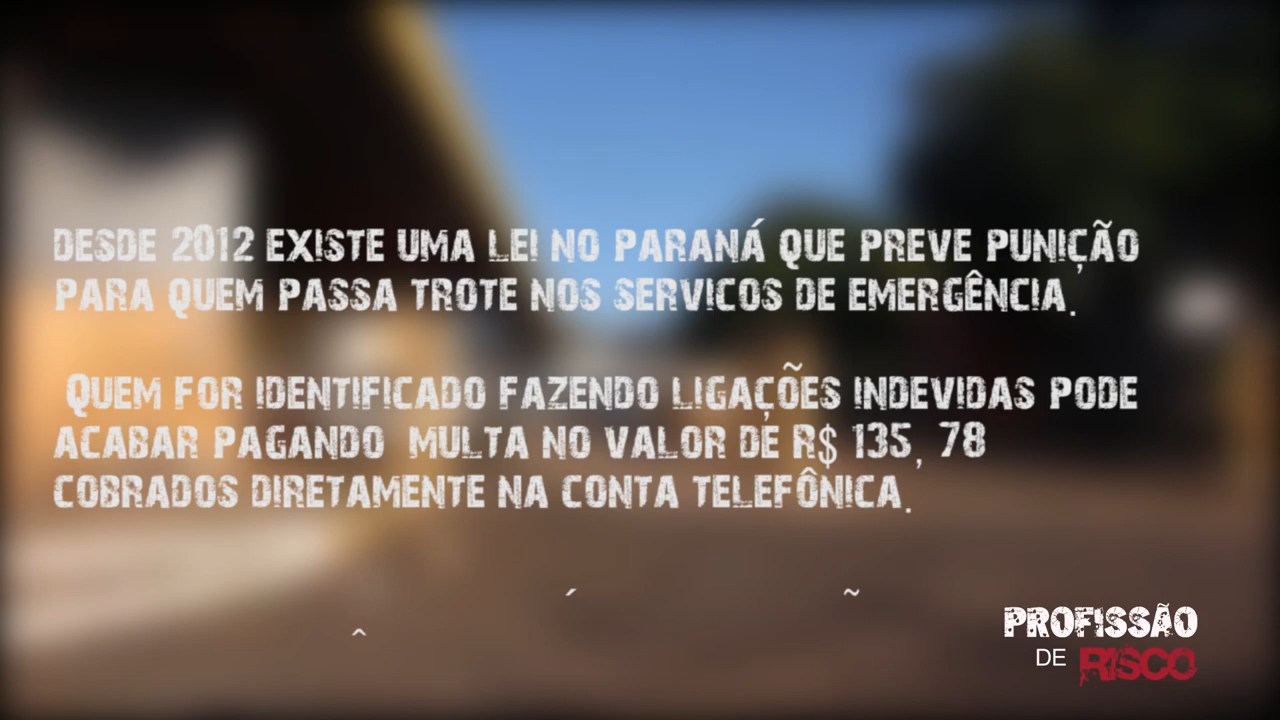 DESDE 2012 EXISTE UMA LEI NO PARANÁ QUE PREVE PUNIÇÃO
PARA QUEM PASSA TROTE NOS SERVICOS DE EMERGÊNCIA.
QUEM FOR IDENTIFICADO FAZENDO LIGAÇÕES INDEVIDAS PODE
ACABAR PAGANDO MULTA NO VALOR DE R$ 135, 78
COBRADOS DIRETAMENTE NA CONTA TELEFÔNICA.
´ ~
^
PROFISSÃO
DE RISCO